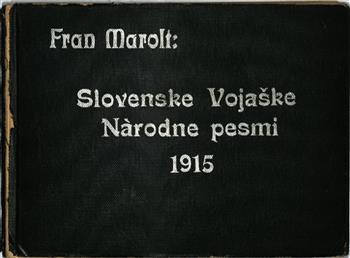 Fran Marolt:
Slovenske Vojaške
Nàrodne pesmi
1915